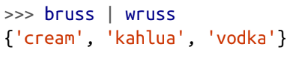 >>> bruss | wruss
{'cream', 'kahlua', 'vodka'}